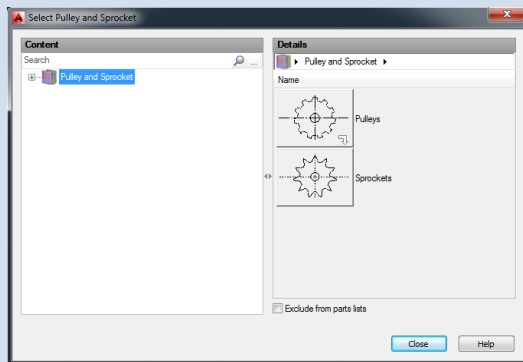 Select Pulley and Sprocket
Content
Search
...
Pulley and Sprocket
Details
Pulley and Sprocket
Name
Pulleys
Sprockets
Exclude from parts lists
Close
Help